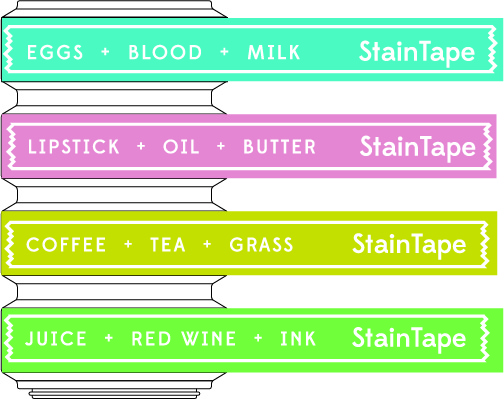 EGGS + BLOOD + MILK StainTape
LIPSTICK + OIL + BUTTER StainTape
COFFEE + TEA + GRASS StainTape
JUICE + RED WINE + INK StainTape